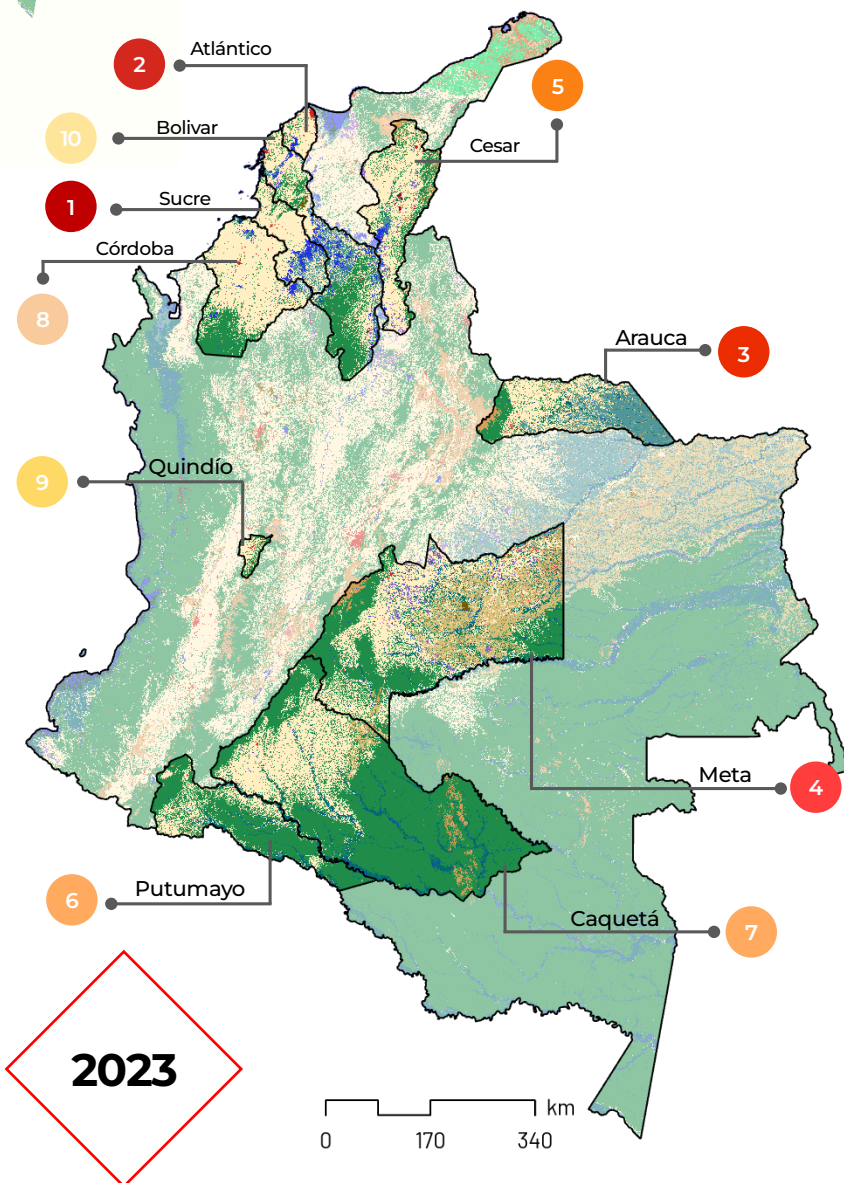 2
Atlántico
5
10
Bolivar
Cesar
1
Sucre
Córdoba
8
Arauca
3
Quindío
9
Meta
4
6
Putumayo
Caquetá
7
2023
km
0 170 340